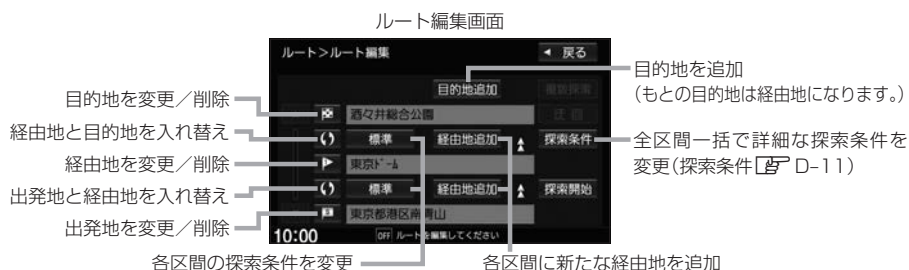 ルート編集画面
ルート＞ルート編集
戻る
目的地追加
複数探索
迂回
酒々井総合公園
標準
経由地追加
探索条件
東京ﾄﾞｰﾑ
標準
経由地追加
探索開始
東京都港区南青山
10:00
OFF ルートを編集してください
目的地を変更／削除
経由地と目的地を入れ替え
経由地を変更／削除
出発地と経由地を入れ替え
出発地を変更／削除
目的地を追加
（もとの目的地は経由地になります。）
全区間一括で詳細な探索条件を
変更（探索条件 D–11）
各区間の探索条件を変更
各区間に新たな経由地を追加